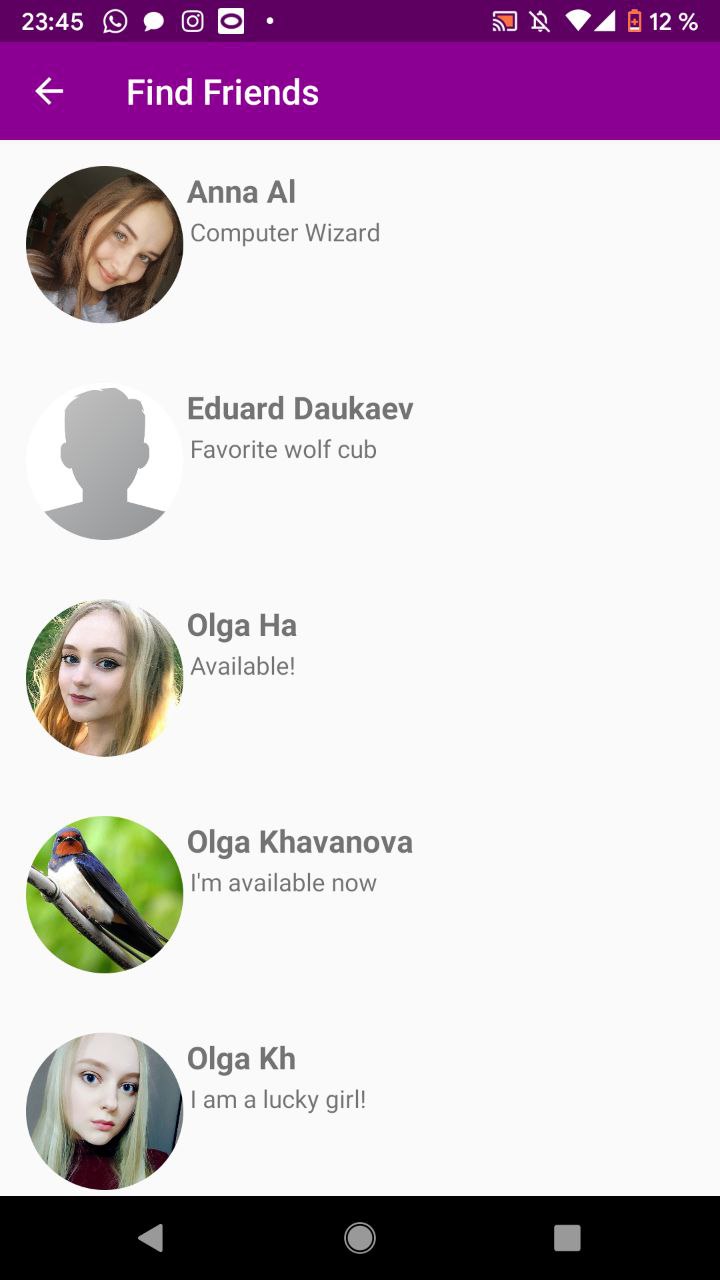 23:45 12 %
Find Friends
Anna Al
Computer Wizard
Eduard Daukaev
Favorite wolf cub
Olga Ha
Available!
Olga Khavanova
I'm available now
Olga Kh
I am a lucky girl!